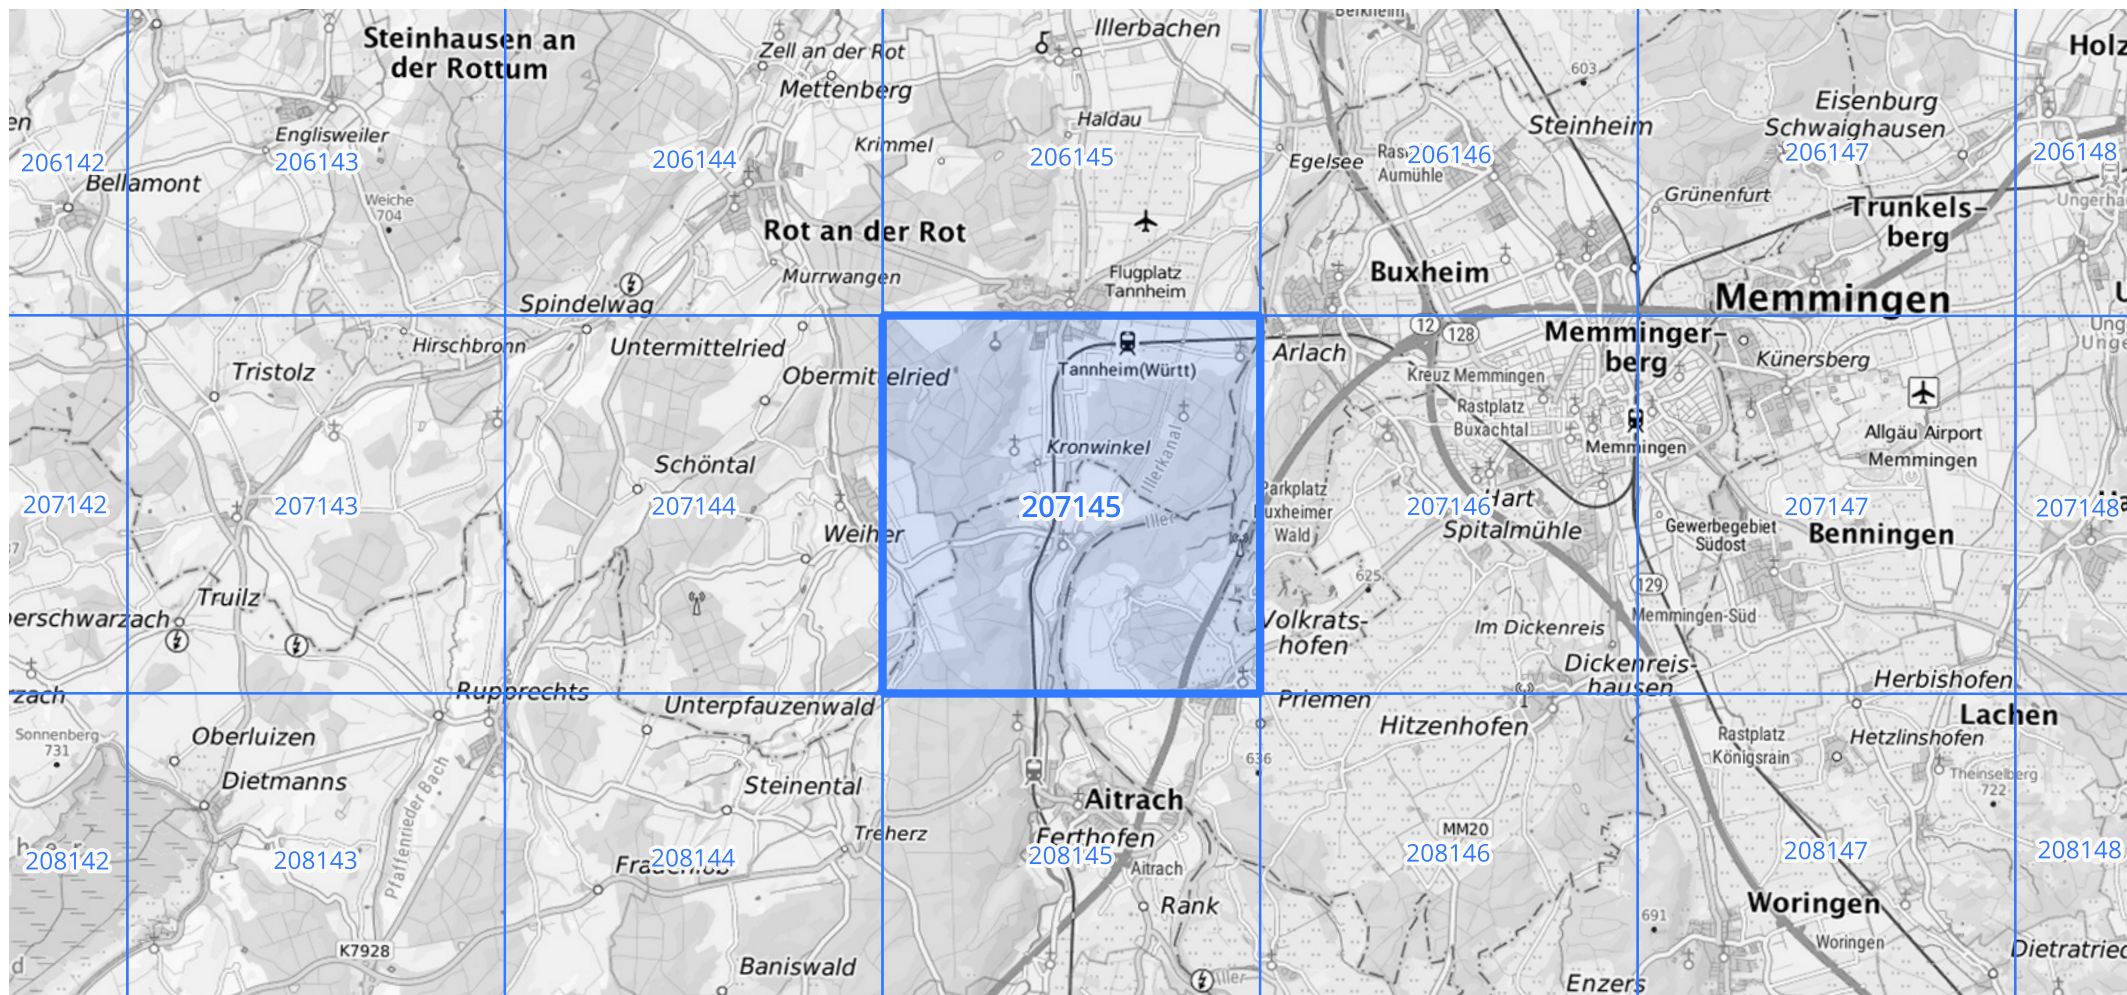 Steinhausen an
der Rottum
Zell an der Rot
Mettenberg
Illerbachen
Berkheim
603
Holz
Eisenburg
Schwaighausen
Steinheim
en
Englisweiler
Krimmel
Haldau
Egelsee
Aumühle
206142
206143
206144
206145
206146
206147
206148
Bellamont
Weiche
704
Grünenfurt
Trunkels-
berg
Rot an der Rot
Murrwangen
Flugplatz
Tannheim
Buxheim
Spindelwag
Memmingen
Hirschbronn
Untermittelried
Tristolz
Obermittelried
Tannheim(Württ)
Arlach
12
128
Memminger-
berg
Künersberg
Kreuz Memmingen
Rastplatz
Buxachtal
Memmingen
Allgäu Airport
Memmingen
Kronwinkel
Illerkanal
Schöntal
Parkplatz
Buxheimer
Wald
Hart
Spitalmühle
Gewerbegebiet
Südost
Benningen
207142
207143
207144
207145
207146
207147
207148
Iller
Weiher
Truilz
berschwarzach
625
129
Memmingen-Süd
Volkrats-
hofen
Im Dickenreis
Dickenreis-
hausen
zach
Rupprechts
Unterpfauzenwald
Priemen
Hitzenhofen
Herbishofen
Lachen
Sonnenberg
731
Oberluizen
Dietmanns
Pfaffenrieder Bach
Steinental
636
Rastplatz
Königsrain
Hetzlinshofen
Theinselberg
722
Aitrach
Treherz
Ferthofen
MM20
208142
208143
208144
208145
208146
208147
208148
Aitrach
Rank
Woringen
691
Woringen
K7928
Baniswald
Iller
Enzers
Dietratried